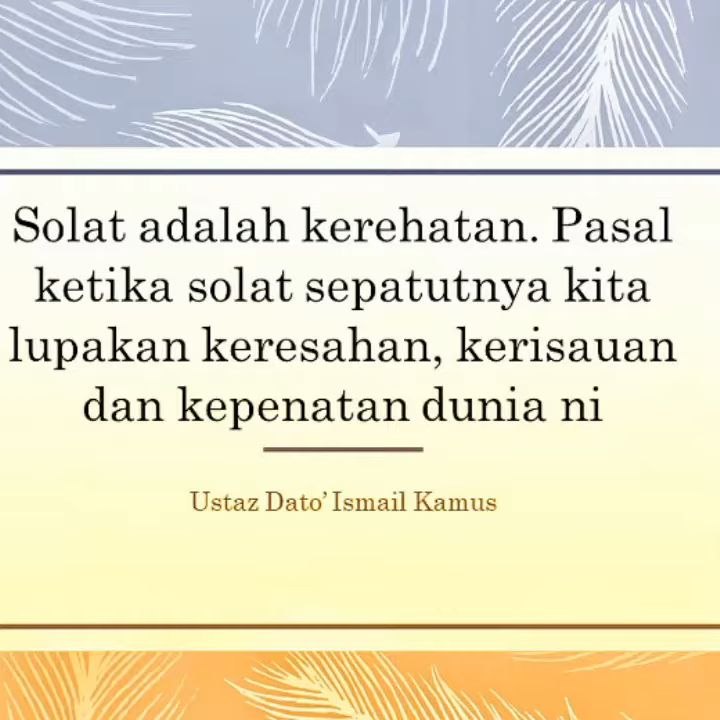 Solat adalah kerehatan. Pasal
ketika solat sepatutnya kita
lupakan keresahan, kerisauan
dan kepenatan dunia ni
Ustaz Dato’ Ismail Kamus